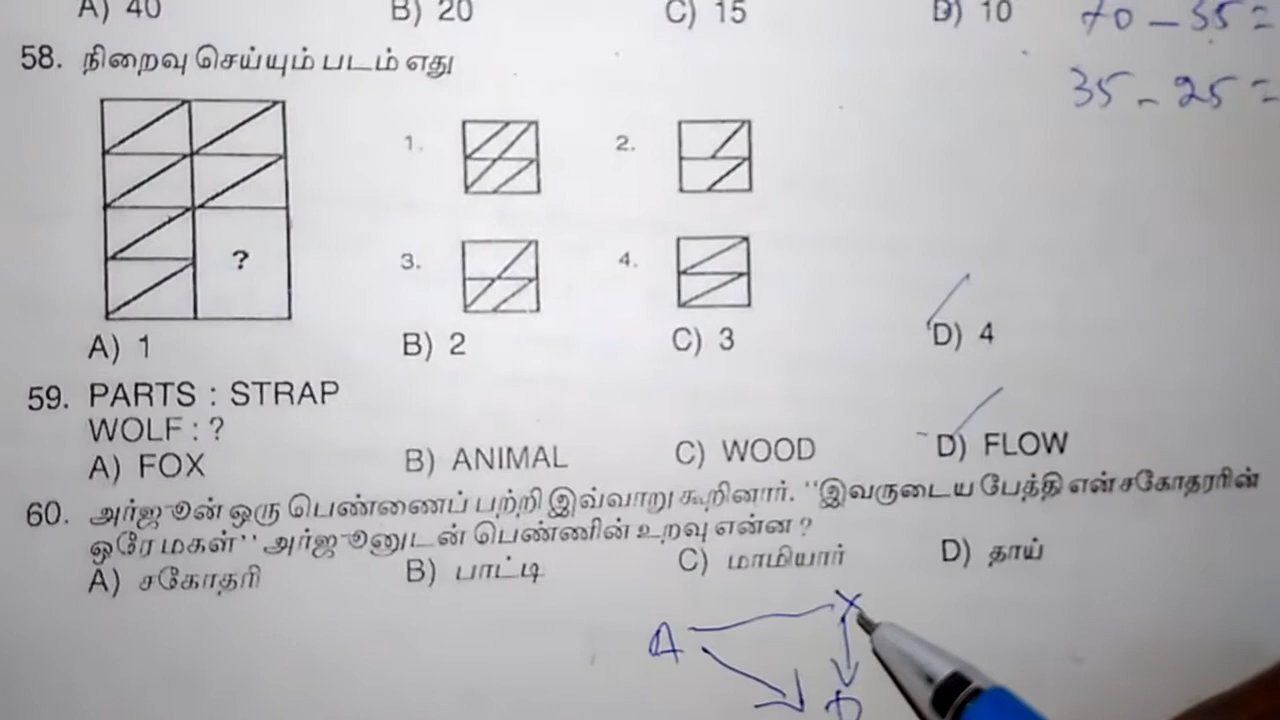 A) 40 B) 20 C) 15 D) 10
70 - 35 =
58. நிறைவு செய்யும் படம் எது
35 - 25 =
1. 2.
?
3. 4.
A) 1 B) 2 C) 3 D) 4
59. PARTS : STRAP
WOLF : ?
A) FOX B) ANIMAL C) WOOD D) FLOW
60. அர்ஜூன் ஒரு பெண்ணைப் பற்றி இவ்வாறு கூறினார். "இவருடைய பேத்தி என் சகோதரரின்
ஒரே மகள்" அர்ஜூனுடன் பெண்ணின் உறவு என்ன ?
A) சகோதரி B) பாட்டி C) மாமியார் D) தாய்
A x
D